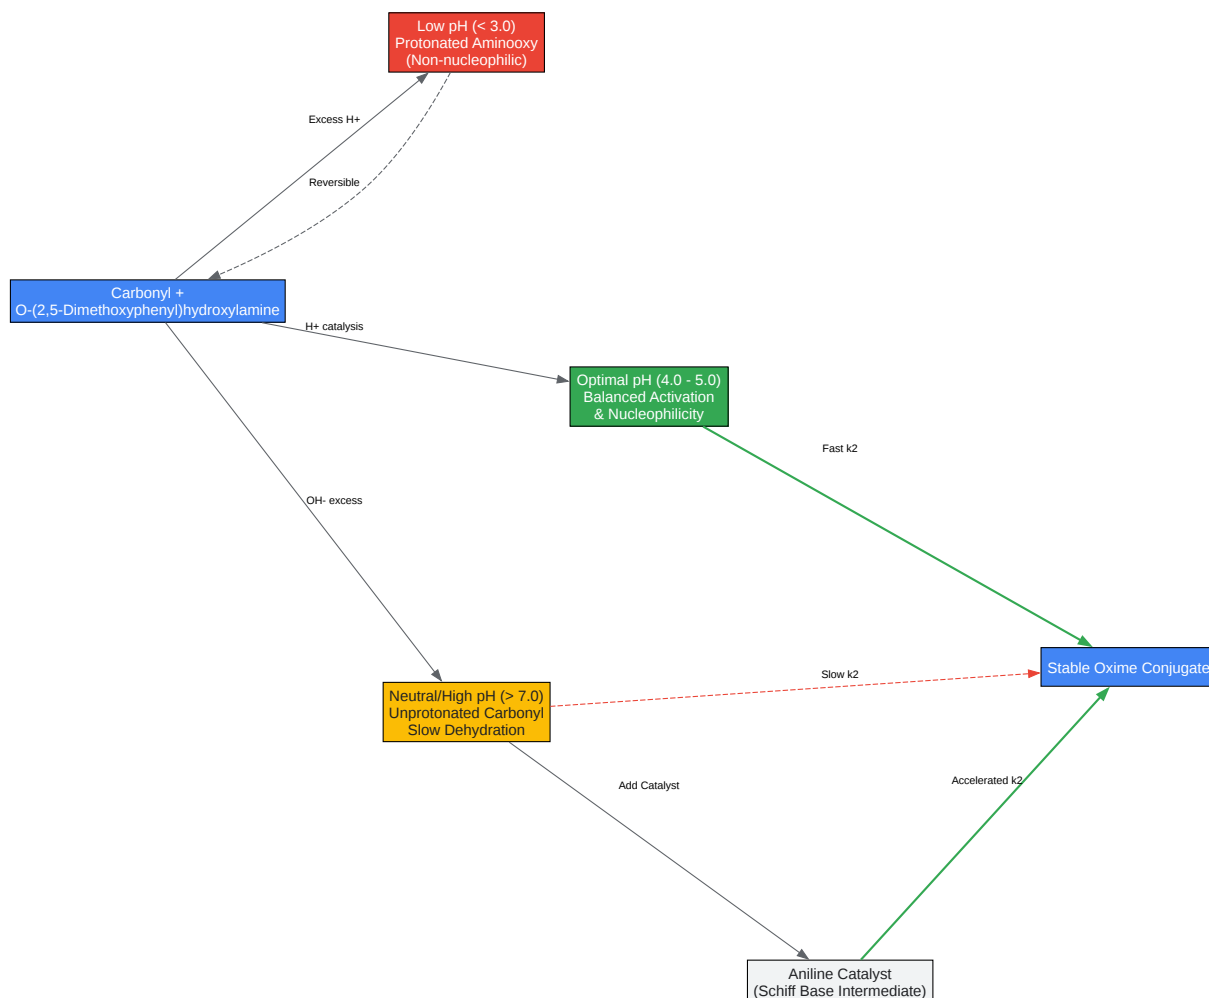 Low pH (< 3.0)
Protonated Aminooxy
(Non-nucleophilic)
Excess H+
Reversible
Carbonyl +
O-(2,5-Dimethoxyphenyl)hydroxylamine
H+ catalysis
Optimal pH (4.0 - 5.0)
Balanced Activation
& Nucleophilicity
Fast k2
OH- excess
Stable Oxime Conjugate
Slow k2
Neutral/High pH (> 7.0)
Unprotonated Carbonyl
Slow Dehydration
Add Catalyst
Accelerated k2
Aniline Catalyst
(Schiff Base Intermediate)